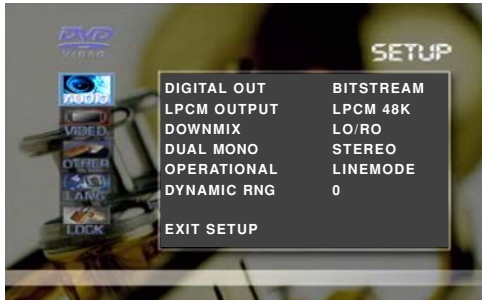 DVD
VIDEO
SETUP
AUDIO
VIDEO
OTHER
LANG
LOCK
DIGITAL OUT BITSTREAM
LPCM OUTPUT LPCM 48K
DOWNMIX LO/RO
DUAL MONO STEREO
OPERATIONAL LINEMODE
DYNAMIC RNG 0
EXIT SETUP